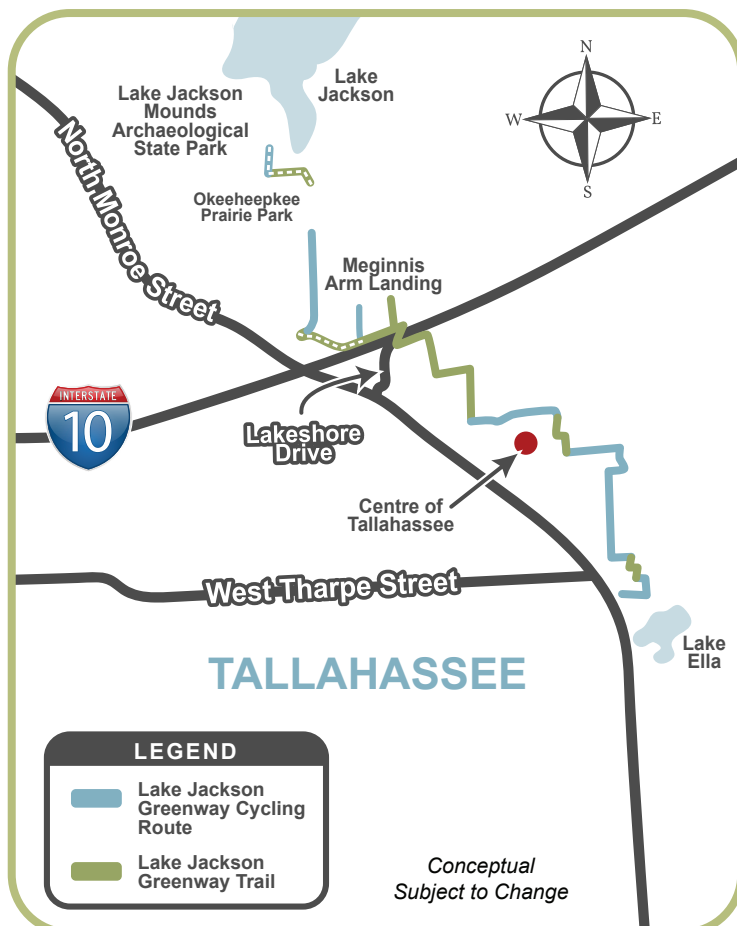 Lake
Jackson
Lake Jackson
Mounds
Archaeological
State Park
N
W
E
S
Okeeheepkee
Prairie Park
North Monroe Street
Meginnis
Arm Landing
INTERSTATE
10
Lakeshore
Drive
Centre of
Tallahassee
West Tharpe Street
Lake
Ella
TALLAHASSEE
LEGEND
Lake Jackson
Greenway Cycling
Route
Lake Jackson
Greenway Trail
Conceptual
Subject to Change